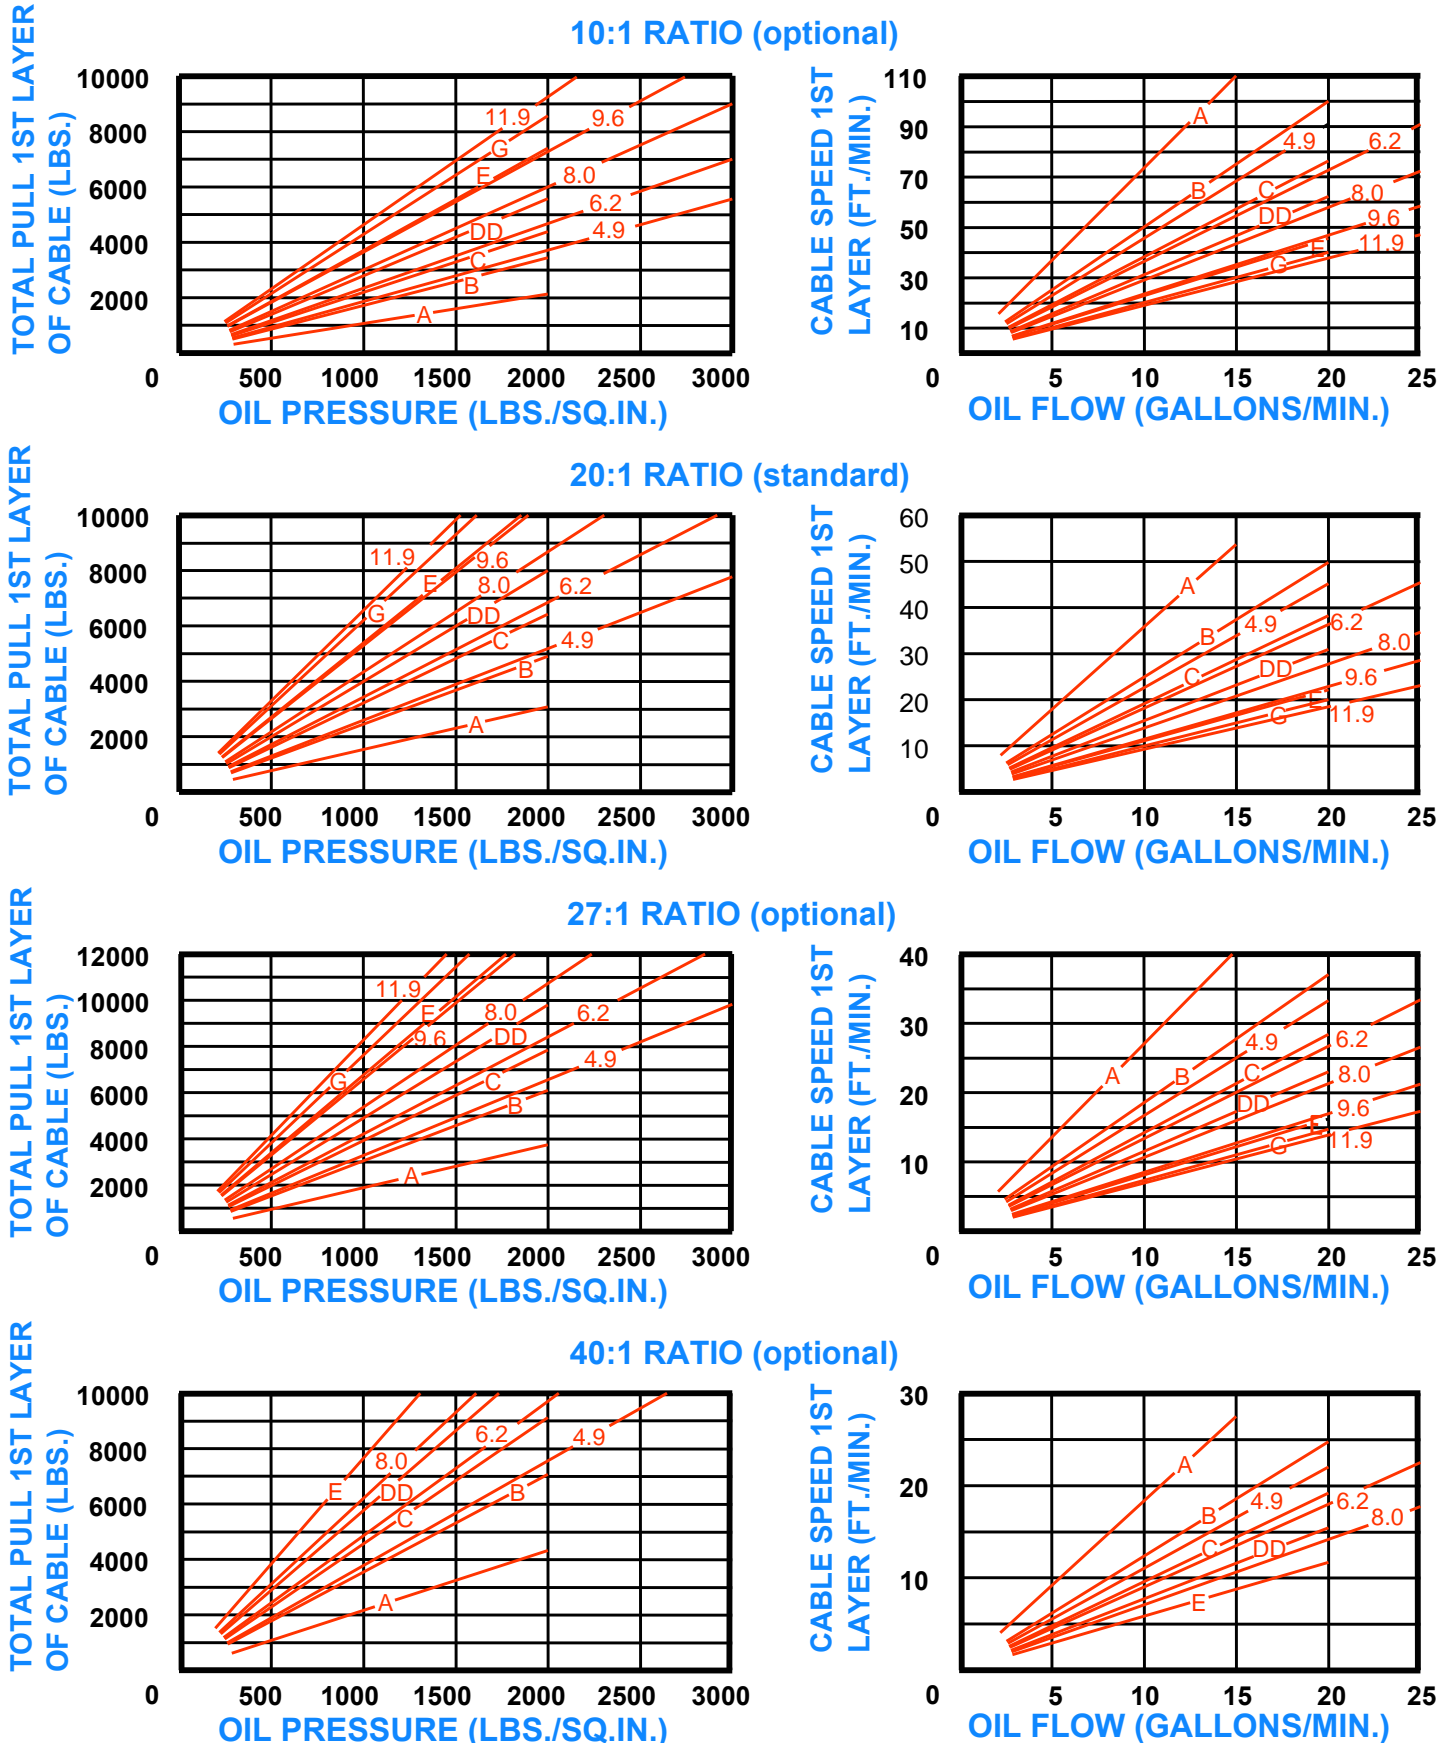 10:1 RATIO (optional)
TOTAL PULL 1ST LAYER
OF CABLE (LBS.)
10000
8000
6000
4000
2000
0
500 1000 1500 2000 2500 3000
OIL PRESSURE (LBS./SQ.IN.)
11.9
9.6
G
E
8.0
6.2
DD
4.9
C
B
A
CABLE SPEED 1ST
LAYER (FT./MIN.)
110
90
70
50
30
10
0
5 10 15 20 25
OIL FLOW (GALLONS/MIN.)
A
4.9
6.2
B
C
8.0
DD
9.6
E
11.9
G
20:1 RATIO (standard)
TOTAL PULL 1ST LAYER
OF CABLE (LBS.)
10000
8000
6000
4000
2000
0
500 1000 1500 2000 2500 3000
OIL PRESSURE (LBS./SQ.IN.)
11.9
9.6
E
8.0
6.2
G
DD
C
4.9
B
A
CABLE SPEED 1ST
LAYER (FT./MIN.)
60
50
40
30
20
10
0
5 10 15 20 25
OIL FLOW (GALLONS/MIN.)
A
4.9
6.2
B
8.0
C
DD
9.6
E
G
11.9
27:1 RATIO (optional)
TOTAL PULL 1ST LAYER
OF CABLE (LBS.)
12000
10000
8000
6000
4000
2000
0
500 1000 1500 2000 2500 3000
OIL PRESSURE (LBS./SQ.IN.)
11.9
E
8.0
6.2
9.6
DD
4.9
G
C
B
A
CABLE SPEED 1ST
LAYER (FT./MIN.)
40
30
20
10
0
5 10 15 20 25
OIL FLOW (GALLONS/MIN.)
4.9
6.2
A
B
C
8.0
DD
9.6
E
G
11.9
40:1 RATIO (optional)
TOTAL PULL 1ST LAYER
OF CABLE (LBS.)
10000
8000
6000
4000
2000
0
500 1000 1500 2000 2500 3000
OIL PRESSURE (LBS./SQ.IN.)
6.2
4.9
8.0
E
DD
B
C
A
CABLE SPEED 1ST
LAYER (FT./MIN.)
30
20
10
0
5 10 15 20 25
OIL FLOW (GALLONS/MIN.)
A
4.9
6.2
B
8.0
C
DD
E